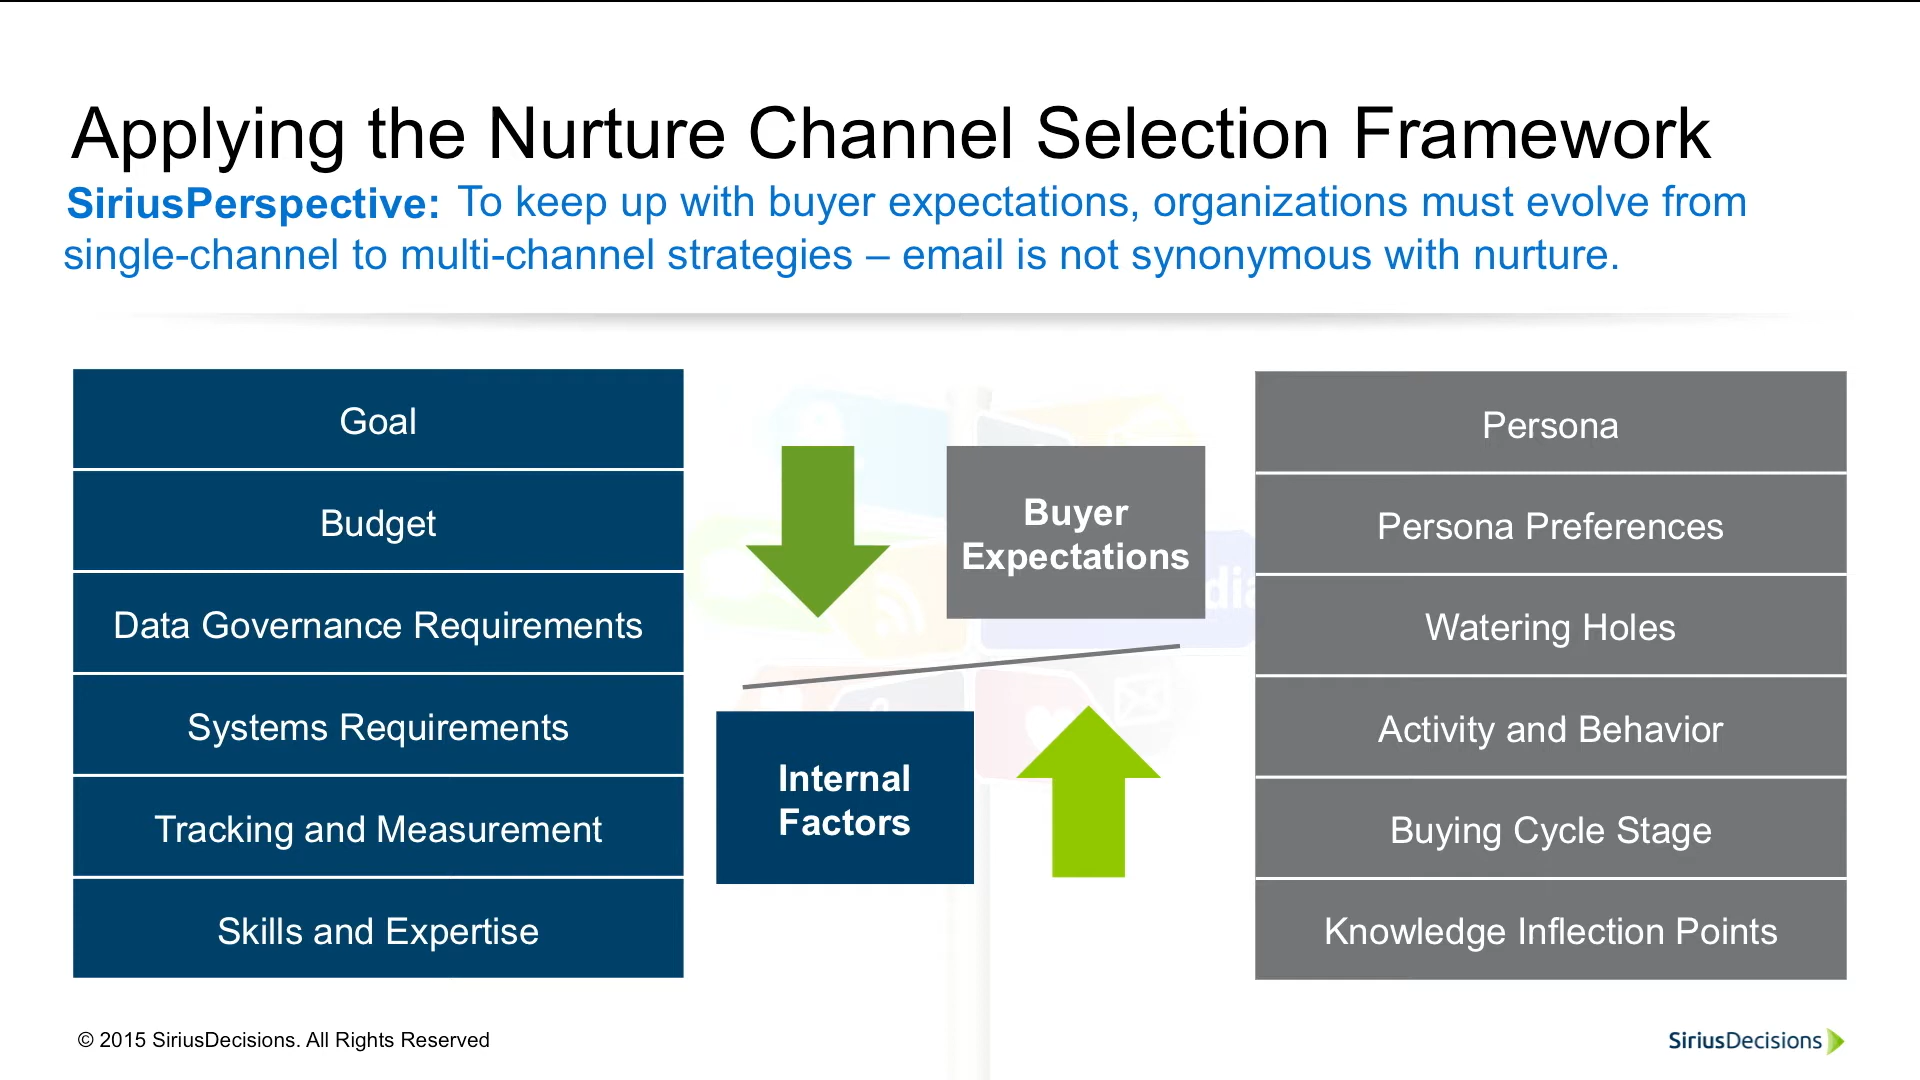 Applying the Nurture Channel Selection Framework
SiriusPerspective: To keep up with buyer expectations, organizations must evolve from
single-channel to multi-channel strategies – email is not synonymous with nurture.
Goal
Budget
Data Governance Requirements
Systems Requirements
Tracking and Measurement
Skills and Expertise
Buyer
Expectations
Internal
Factors
Persona
Persona Preferences
Watering Holes
Activity and Behavior
Buying Cycle Stage
Knowledge Inflection Points
© 2015 SiriusDecisions. All Rights Reserved
SiriusDecisions